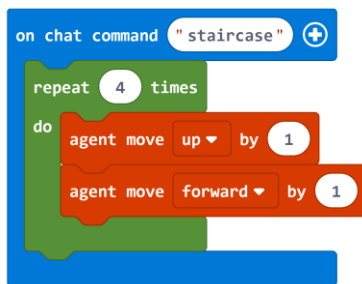 on chat command "staircase"
repeat 4 times
do
agent move up by 1
agent move forward by 1